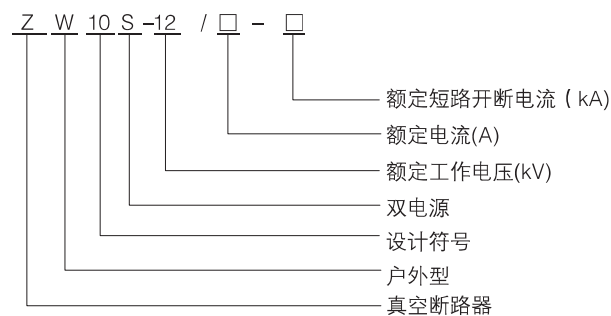 ZW10S-12/□-□
额定短路开断电流(kA)
额定电流(A)
额定工作电压(kV)
双电源
设计符号
户外型
真空断路器